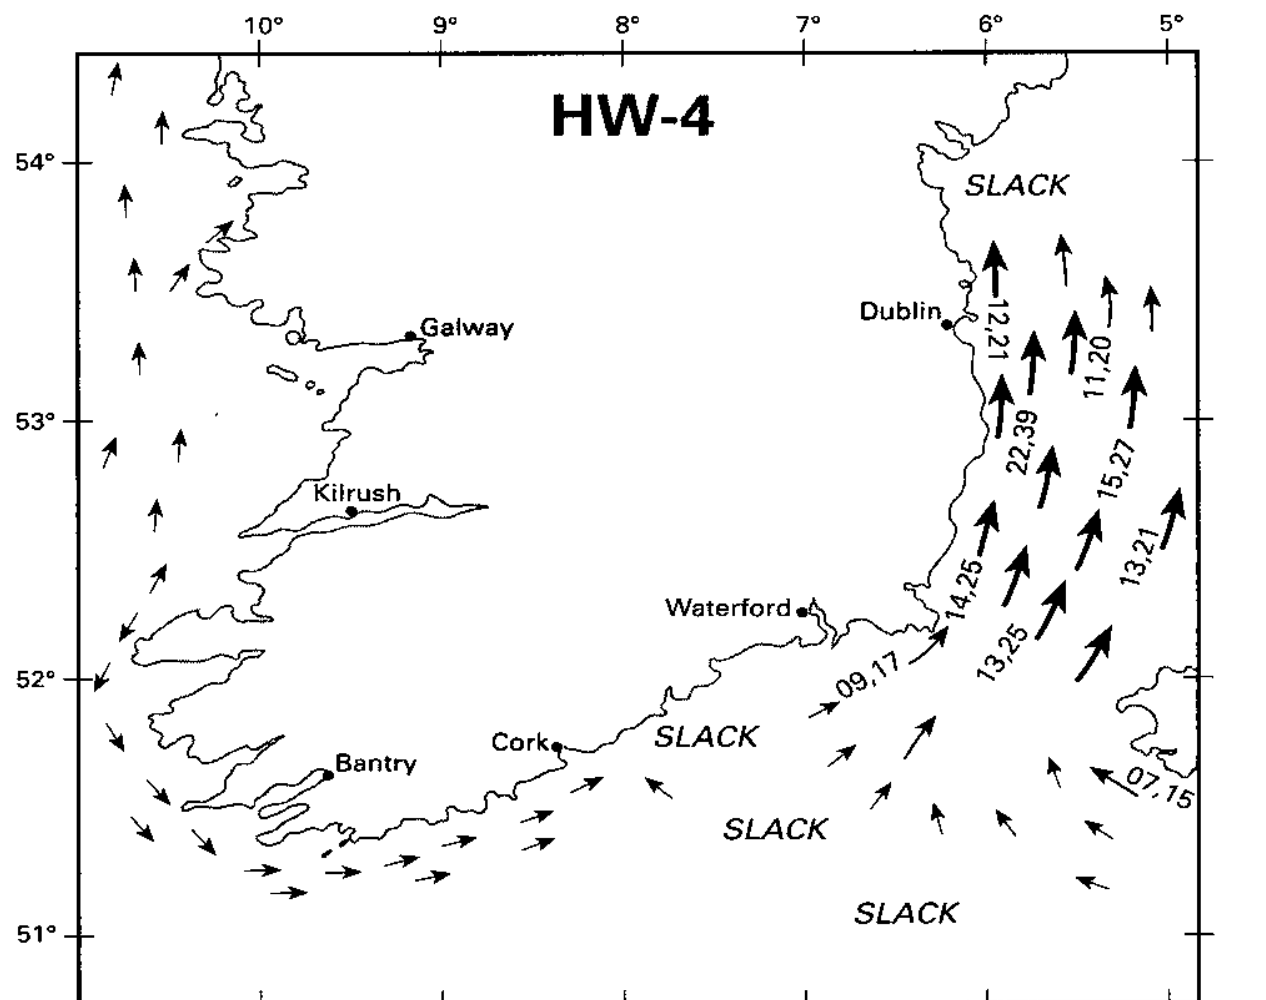 10° 9° 8° 7° 6° 5°
HW-4
54°
SLACK
Dublin
12,21
Galway
11,20
53°
22,39
15,27
Kilrush
13,21
14,25
Waterford
13,25
09,17
52°
SLACK
Cork
Bantry
07,15
SLACK
SLACK
51°